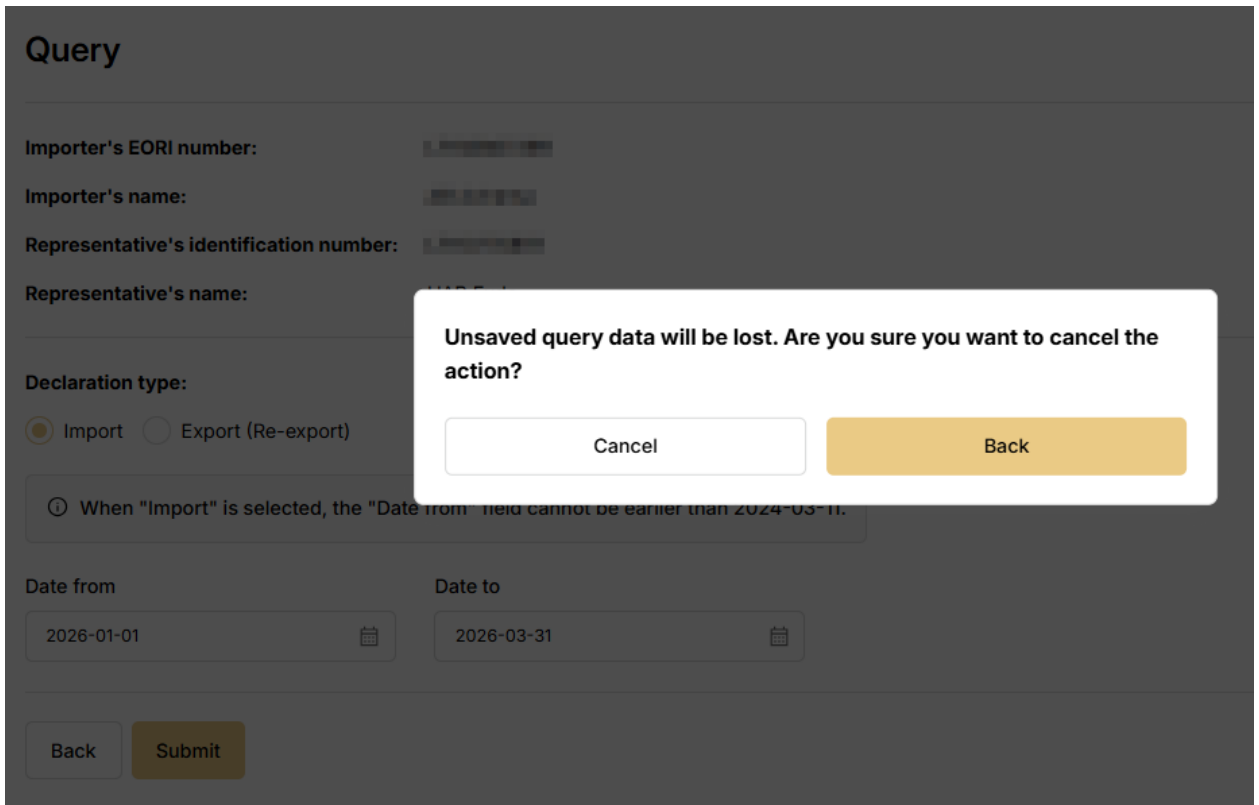 Query
Importer's EORI number:
Importer's name:
Representative's identification number:
Representative's name:
Unsaved query data will be lost. Are you sure you want to cancel the
action?
Cancel Back
Declaration type:
Import Export (Re-export)
When "Import" is selected, the "Date from" field cannot be earlier than 2024-03-11.
Date from Date to
2026-01-01 2026-03-31
Back Submit